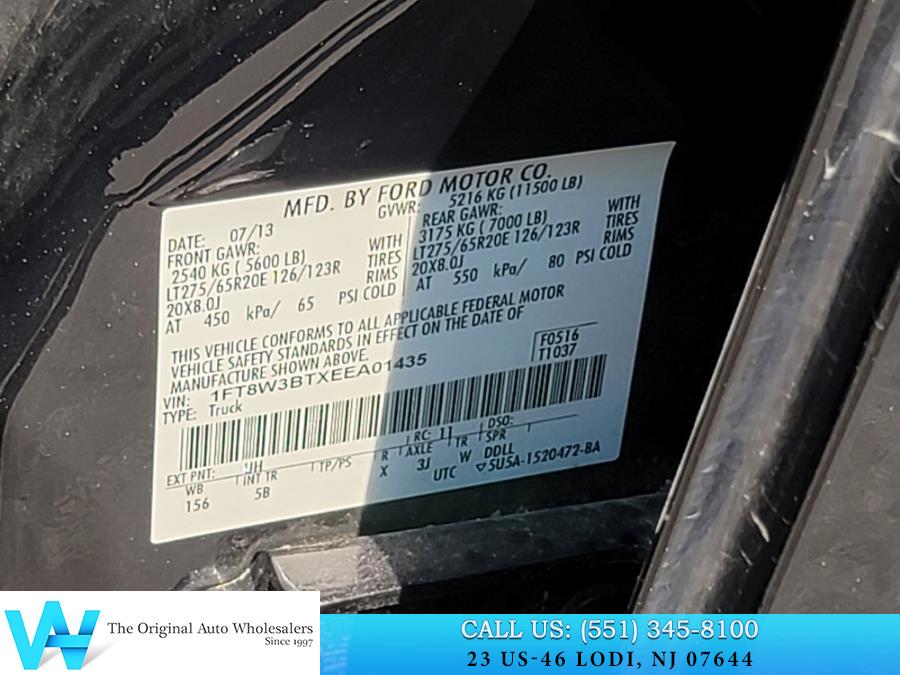 MFD. BY FORD MOTOR CO.
DATE: 07/13
GVWR: 5216 KG (11500 LB)
FRONT GAWR:
2540 KG ( 5600 LB) WITH
LT275/65R20E 126/123R TIRES
20X8.0J RIMS
AT 450 kPa/ 65 PSI COLD
REAR GAWR:
3175 KG ( 7000 LB) WITH
LT275/65R20E 126/123R TIRES
20X8.0J RIMS
AT 550 kPa/ 80 PSI COLD
THIS VEHICLE CONFORMS TO ALL APPLICABLE FEDERAL MOTOR
VEHICLE SAFETY STANDARDS IN EFFECT ON THE DATE OF
MANUFACTURE SHOWN ABOVE.
VIN: 1FT8W3BTXEEA01435
TYPE: Truck
F0516
T1037
EXT PNT: UH RC: 11 DSO:
WB INT TR TP/PS R AXLE TR SPR
156 5B X 3J W DDLL
UTC ▽5U5A-1520472-BA
The Original Auto Wholesalers
Since 1997
CALL US: (551) 345-8100
23 US-46 LODI, NJ 07644